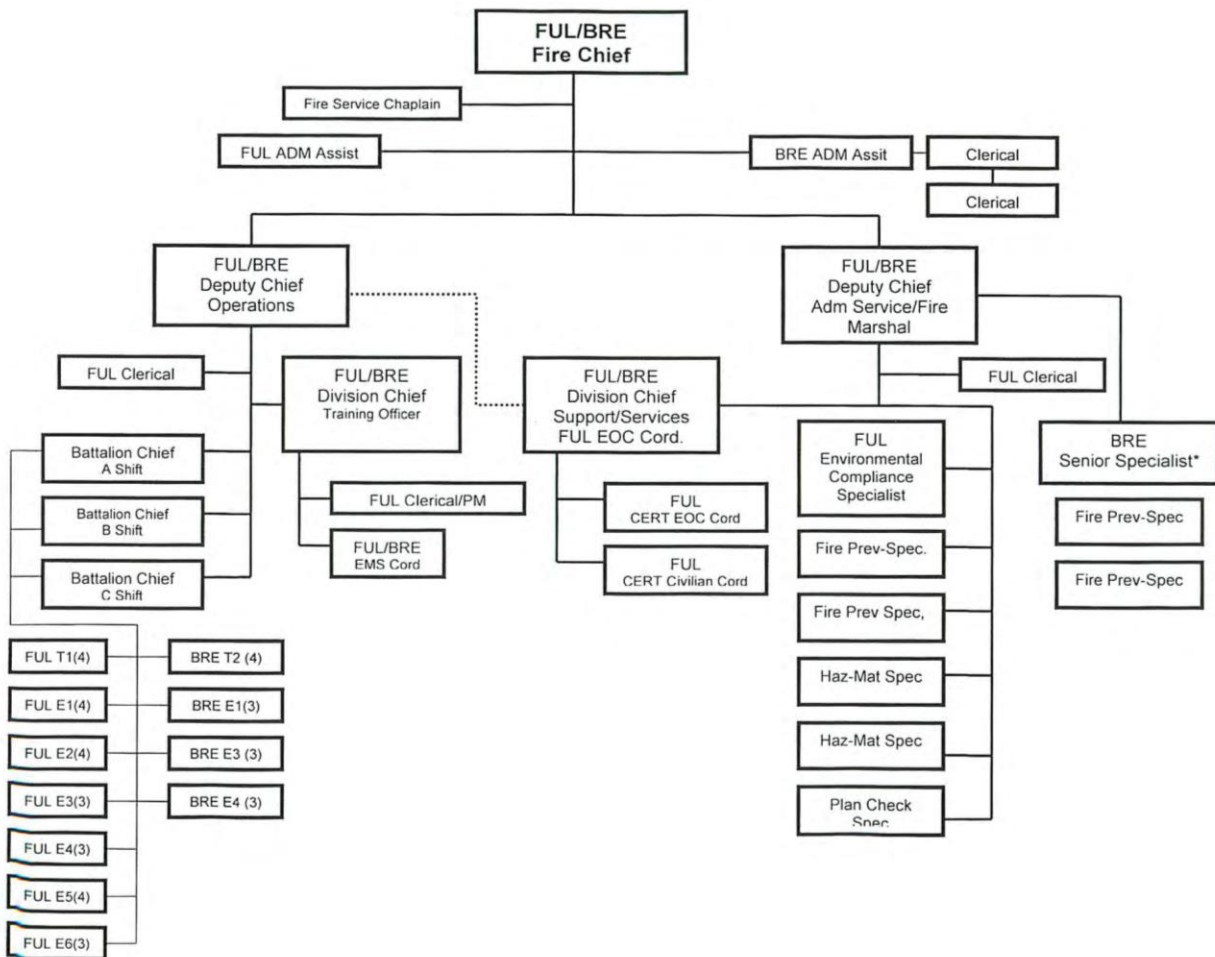 FUL/BRE
Fire Chief
Fire Service Chaplain
FUL ADM Assist
BRE ADM Assit
Clerical
Clerical
FUL/BRE
Deputy Chief
Operations
FUL/BRE
Deputy Chief
Adm Service/Fire
Marshal
FUL Clerical
FUL/BRE
Division Chief
Training Officer
FUL/BRE
Division Chief
Support/Services
FUL EOC Cord.
FUL Clerical
Battalion Chief
A Shift
Battalion Chief
B Shift
Battalion Chief
C Shift
FUL Clerical/PM
FUL/BRE
EMS Cord
FUL
CERT EOC Cord
FUL
CERT Civilian Cord
FUL
Environmental
Compliance
Specialist
Fire Prev-Spec.
Fire Prev Spec,
Haz-Mat Spec
Haz-Mat Spec
Plan Check
Spec
BRE
Senior Specialist*
Fire Prev-Spec
Fire Prev-Spec
FUL T1(4)
BRE T2 (4)
FUL E1(4)
BRE E1(3)
FUL E2(4)
BRE E3 (3)
FUL E3(3)
BRE E4 (3)
FUL E4(3)
FUL E5(4)
FUL E6(3)